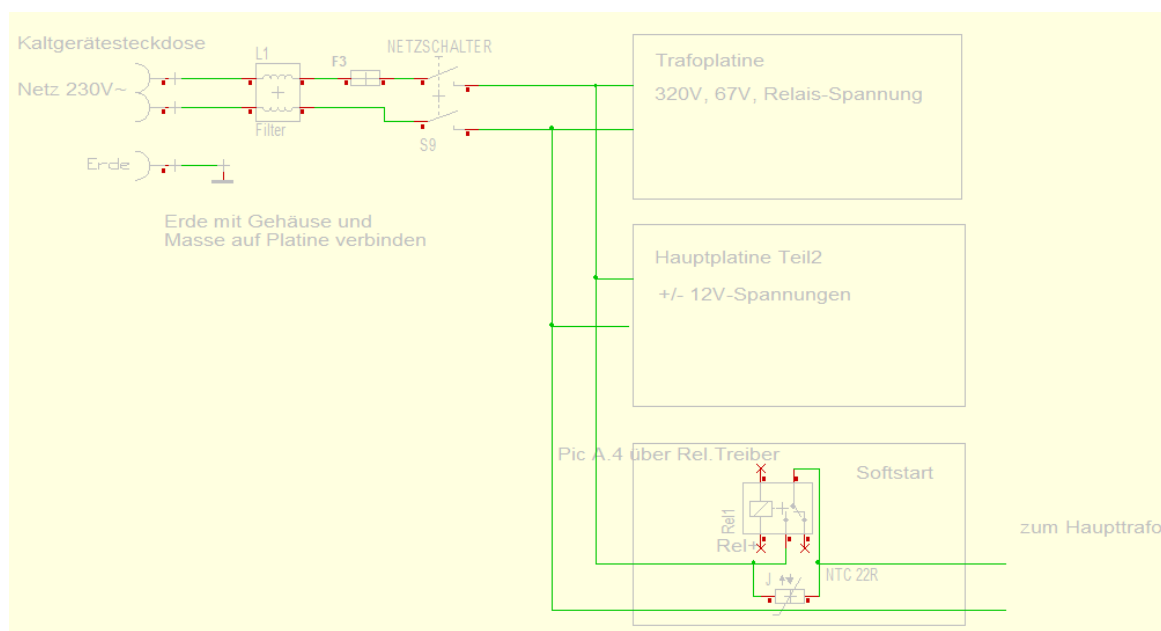 Kaltgerätesteckdose
Netz 230V~
L1
Filter
F3
NETZSCHALTER
S9
Erde
Erde mit Gehäuse und
Masse auf Platine verbinden
Trafoplatine
320V, 67V, Relais-Spannung
Hauptplatine Teil2
+/- 12V-Spannungen
Pic A.4 über Rel.Treiber
Softstart
Rel1
Rel+
J
NTC 22R
zum Haupttrafo